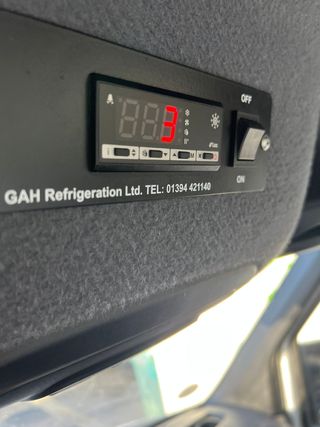 OFF
3
ON
GAH Refrigeration Ltd. TEL: 01394 421140